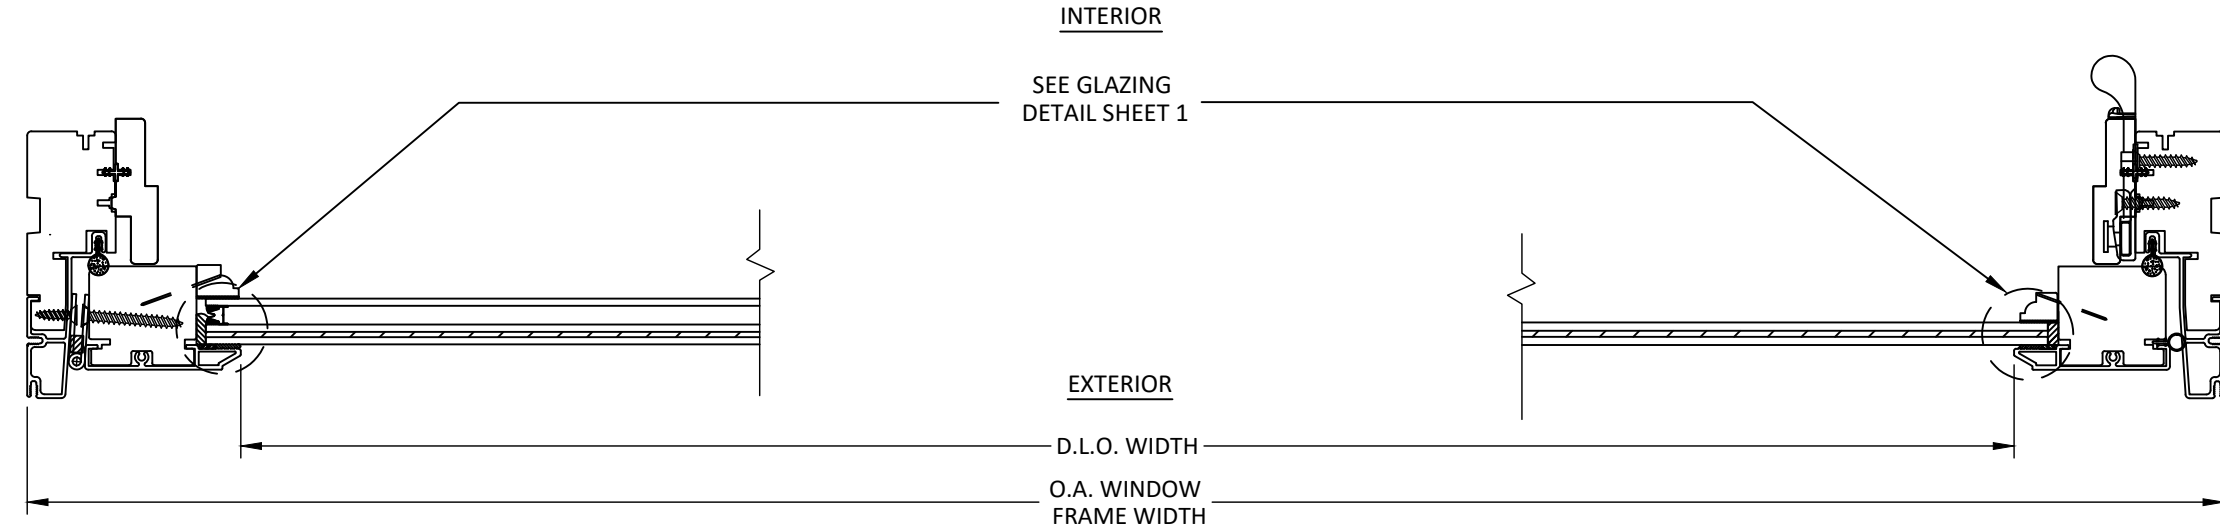 INTERIOR
SEE GLAZING
DETAIL SHEET 1
EXTERIOR
D.L.O. WIDTH
O.A. WINDOW
FRAME WIDTH